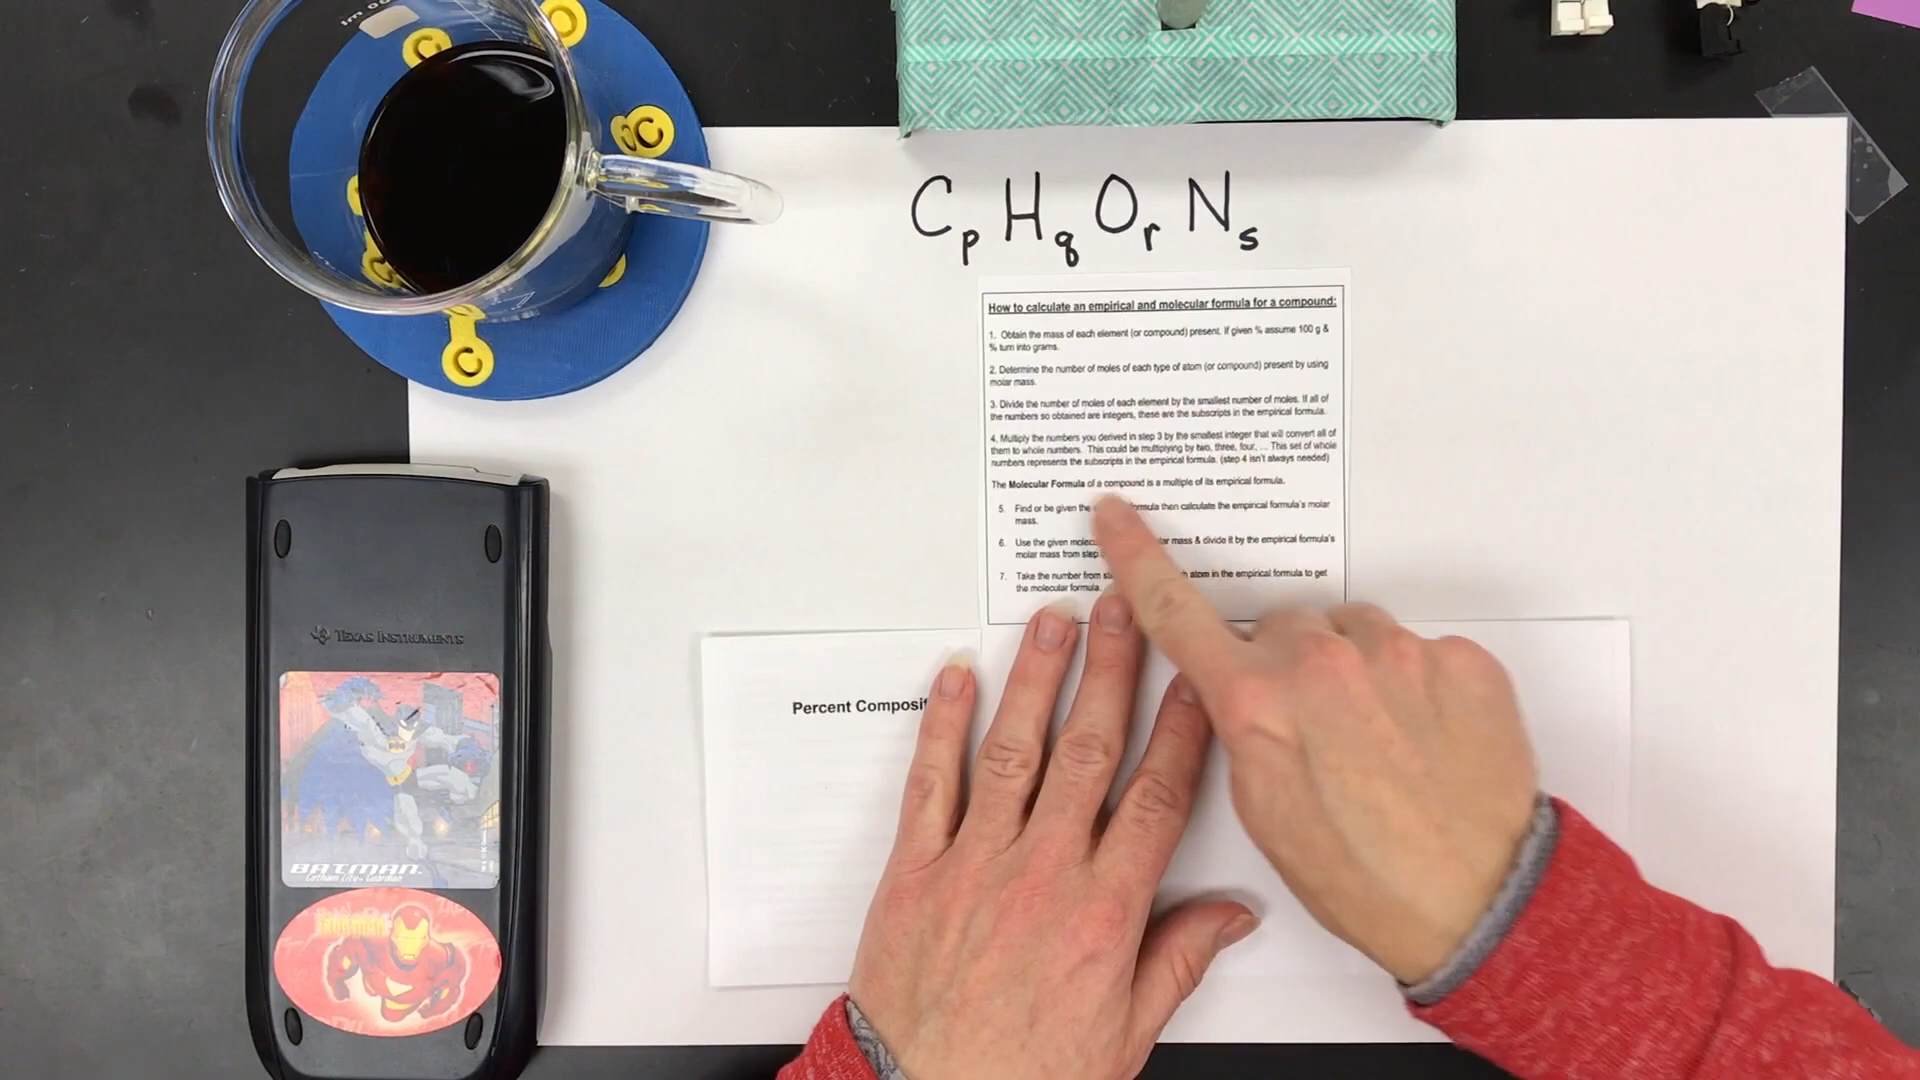 C
C
C
C
Cp Hq Or Ns
How to calculate an empirical and molecular formula for a compound:
1. Obtain the mass of each element (or compound) present. If given % assume 100 g &
% turn into grams.
2. Determine the number of moles of each type of atom (or compound) present by using
molar mass.
3. Divide the number of moles of each element by the smallest number of moles. If all of
the numbers so obtained are integers, these are the subscripts in the empirical formula.
4. Multiply the numbers you derived in step 3 by the smallest integer that will convert all of
them to whole numbers. This could be multiplying by two, three, four, ... This set of whole
numbers represents the subscripts in the empirical formula. (step 4 isn't always needed)
The Molecular Formula of a compound is a multiple of its empirical formula.
5. Find or be given the formula then calculate the empirical formula's molar
mass.
6. Use the given mass & divide it by the empirical formula's
molar mass from step
7. Take the number from atom in the empirical formula to get
the molecular formula.
Percent
TEXAS INSTRUMENTS
BATMAN
Gotham City Guardian
IRONMAN